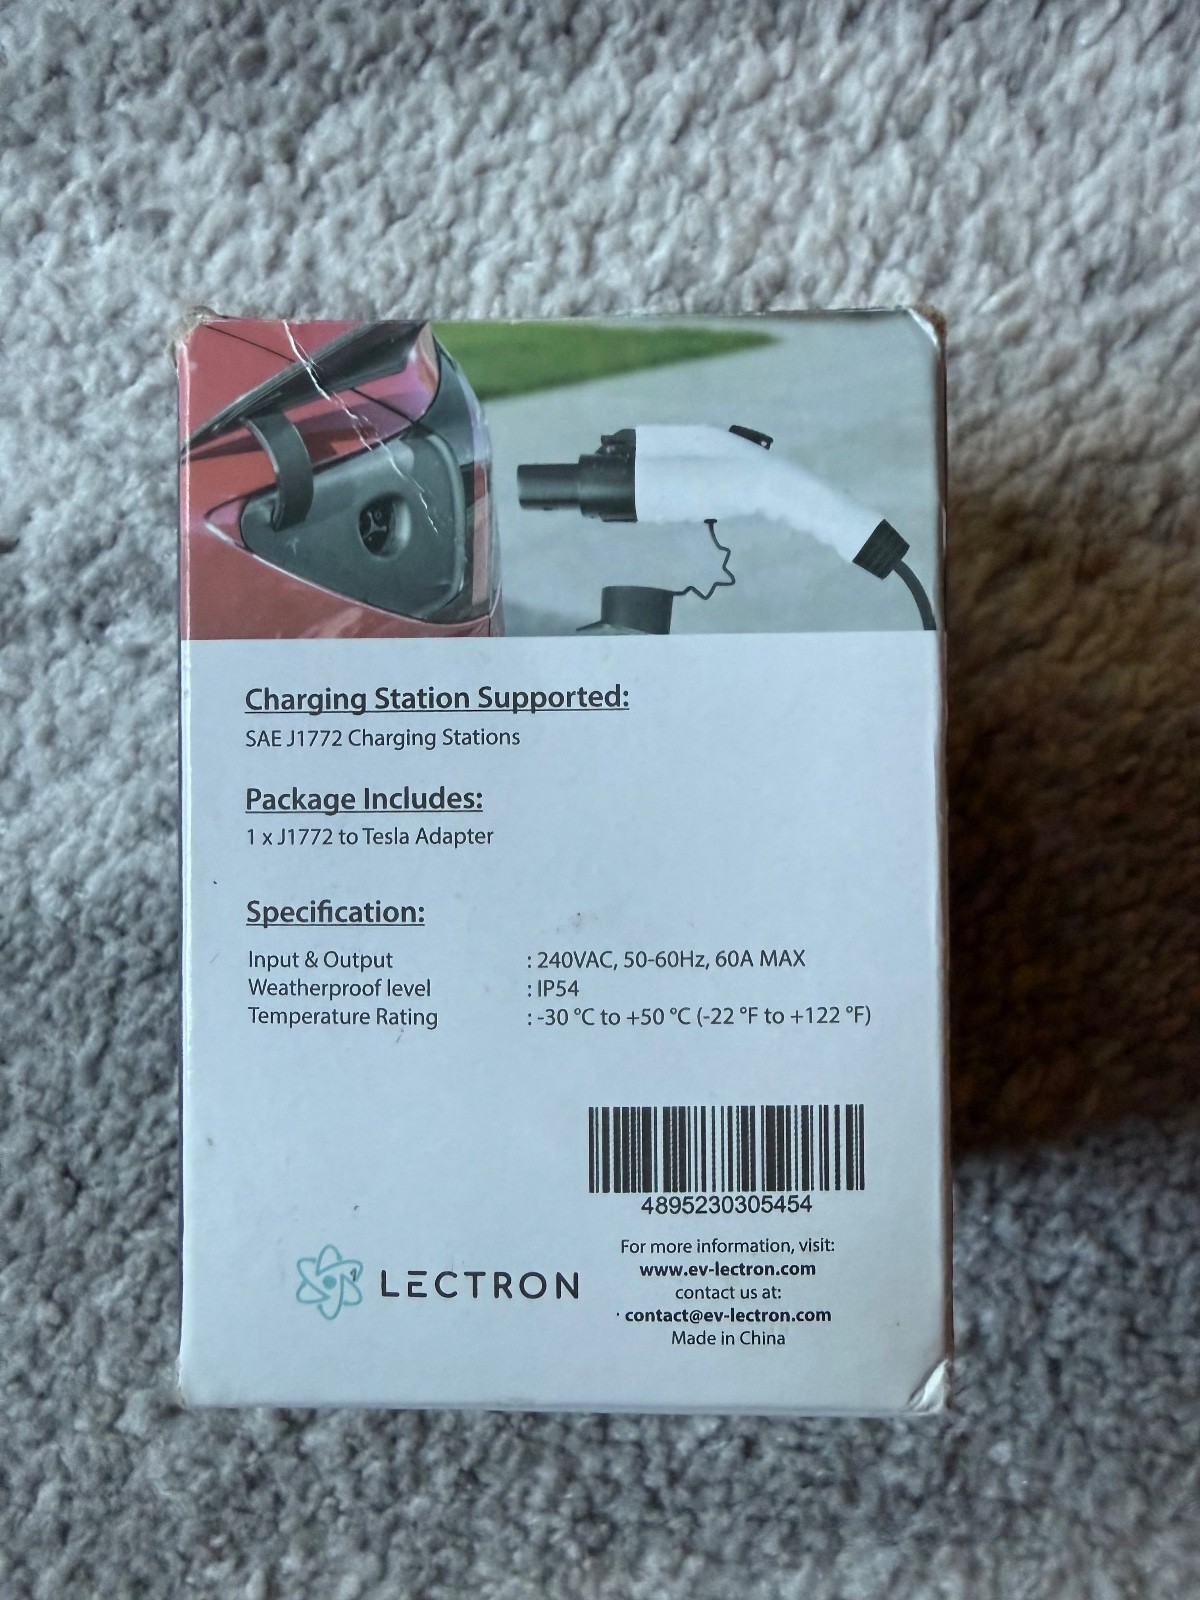 Charging Station Supported:
SAE J1772 Charging Stations
Package Includes:
1 x J1772 to Tesla Adapter
Specification:
Input & Output : 240VAC, 50-60Hz, 60A MAX
Weatherproof level : IP54
Temperature Rating : -30 °C to +50 °C (-22 °F to +122 °F)
4895230305454
For more information, visit:
www.ev-lectron.com
contact us at:
contact@ev-lectron.com
Made in China
LECTRON